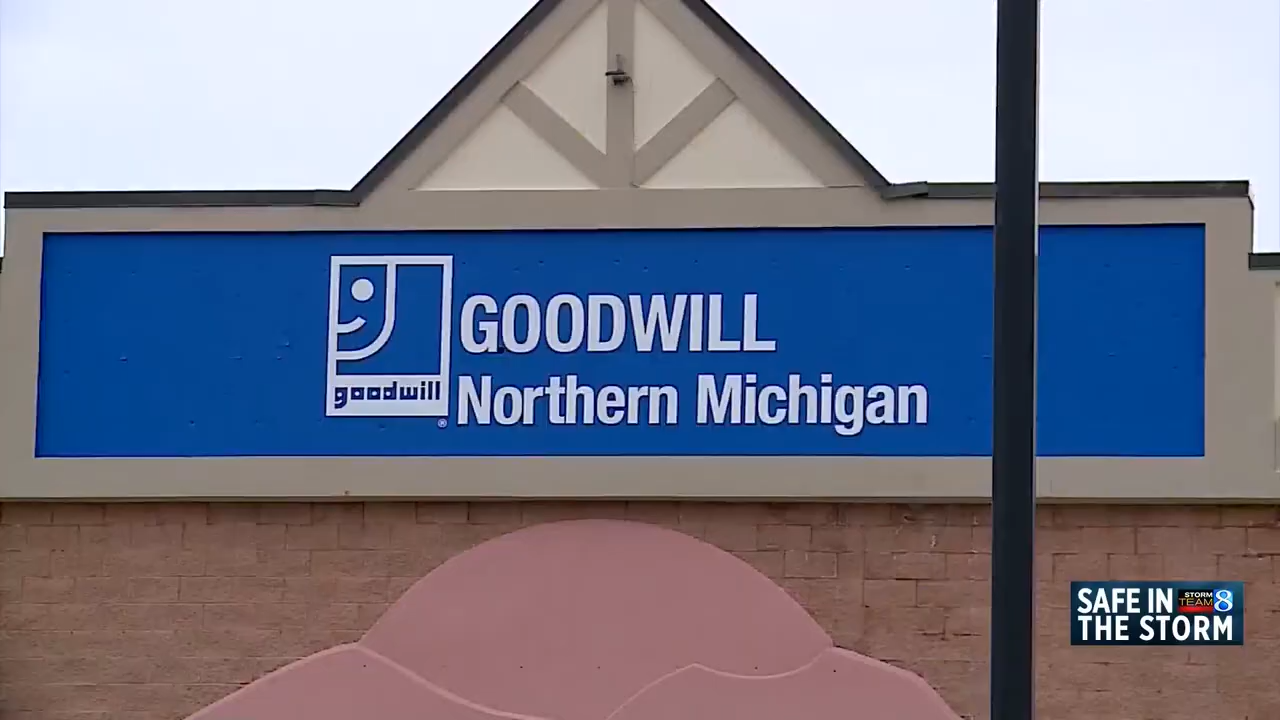 GOODWILL
goodwill
®
Northern Michigan
SAFE IN
STORM
TEAM 8
THE STORM